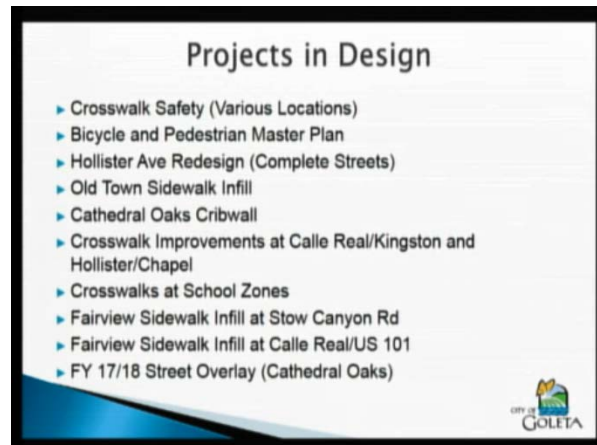 Projects in Design
Crosswalk Safety (Various Locations)
Bicycle and Pedestrian Master Plan
Hollister Ave Redesign (Complete Streets)
Old Town Sidewalk Infill
Cathedral Oaks Cribwall
Crosswalk Improvements at Calle Real/Kingston and
Hollister/Chapel
Crosswalks at School Zones
Fairview Sidewalk Infill at Stow Canyon Rd
Fairview Sidewalk Infill at Calle Real/US 101
FY 17/18 Street Overlay (Cathedral Oaks)
CITY OF
GOLETA